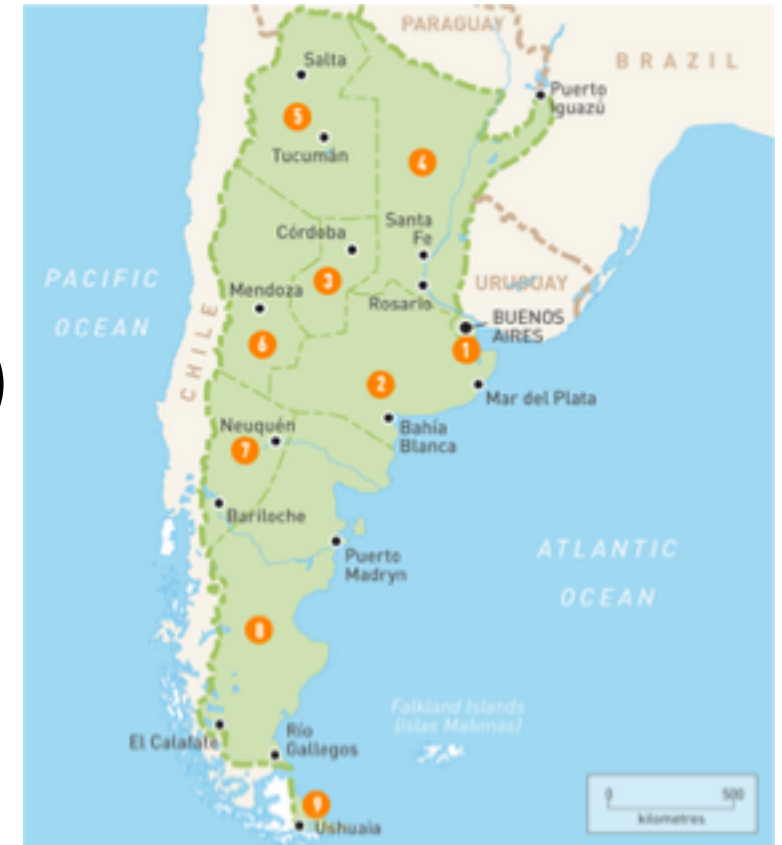 PARAGUAY
BRAZIL
Salta
Puerto
Iguazú
5
Tucumán
4
Santa
Fe
Córdoba
PACIFIC
OCEAN
3
URUGUAY
Mendoza
Rosario
BUENOS
AIRES
CHILE
6
1
2
Mar del Plata
Neuquén
Bahía
Blanca
7
Bariloche
Puerto
Madryn
ATLANTIC
OCEAN
8
Falkland Islands
(Islas Malvinas)
El Calafate
Río
Gallegos
0 500
kilometres
9
Ushuaia
)